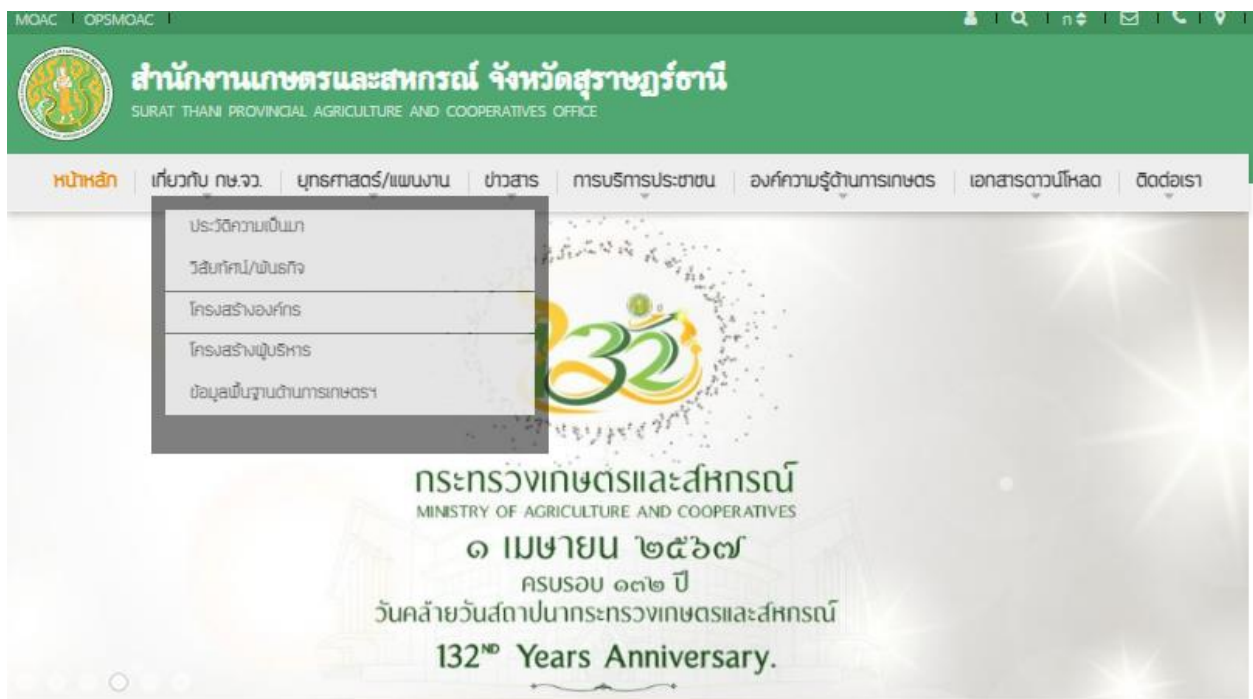 MOAC | OPSMOAC |
ก
สำนักงานเกษตรและสหกรณ์ จังหวัดสุราษฎร์ธานี
SURAT THANI PROVINCIAL AGRICULTURE AND COOPERATIVES OFFICE
หน้าหลัก เกี่ยวกับ กษ.จว. ยุทธศาสตร์/แผนงาน ข่าวสาร การบริการประชาชน องค์ความรู้ด้านการเกษตร เอกสารดาวน์โหลด ติดต่อเรา
ประวัติความเป็นมา
วิสัยทัศน์/พันธกิจ
โครงสร้างองค์กร
โครงสร้างผู้บริหาร
ข้อมูลพื้นฐานด้านการเกษตรฯ
132
กระทรวงเกษตรและสหกรณ์
MINISTRY OF AGRICULTURE AND COOPERATIVES
๑ เมษายน ๒๕๖๗
ครบรอบ ๑๓๒ ปี
วันคล้ายวันสถาปนากระทรวงเกษตรและสหกรณ์
132ND Years Anniversary.